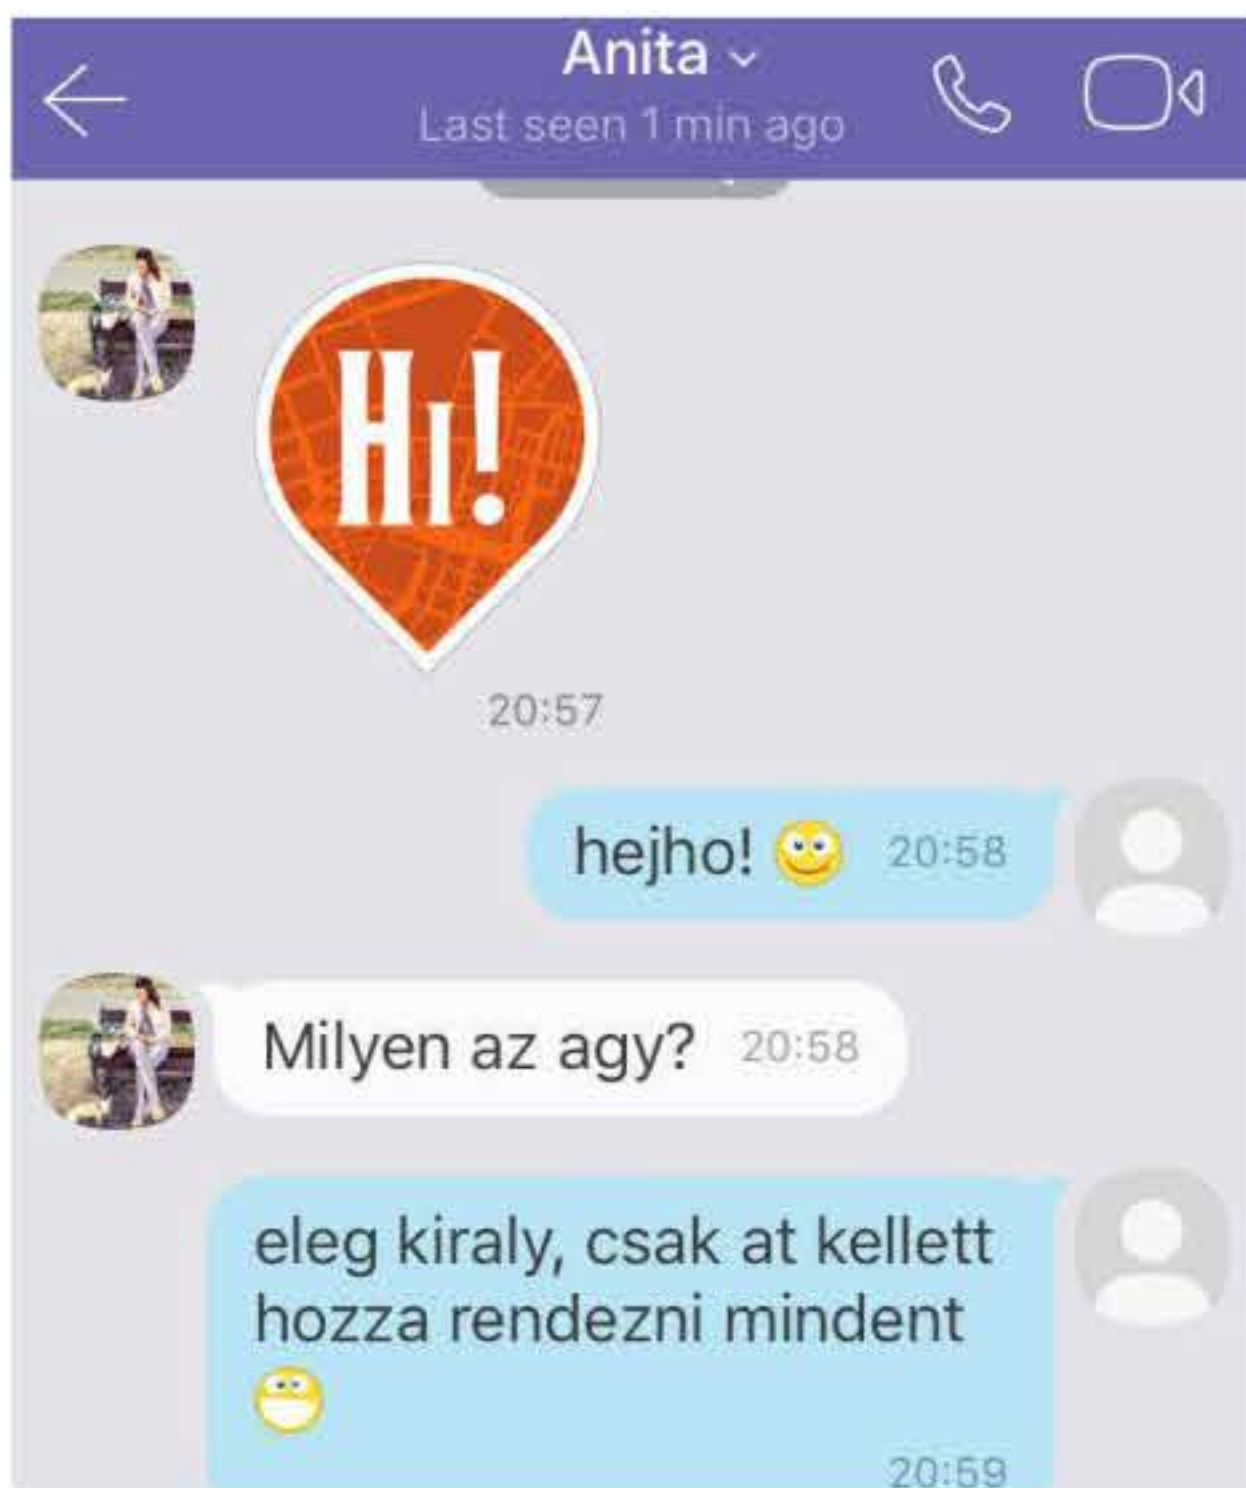 Anita
Last seen 1 min ago
HI!
20:57
hejho! 20:58
Milyen az agy? 20:58
eleg kiraly, csak at kellett
hozza rendezni mindent
20:59